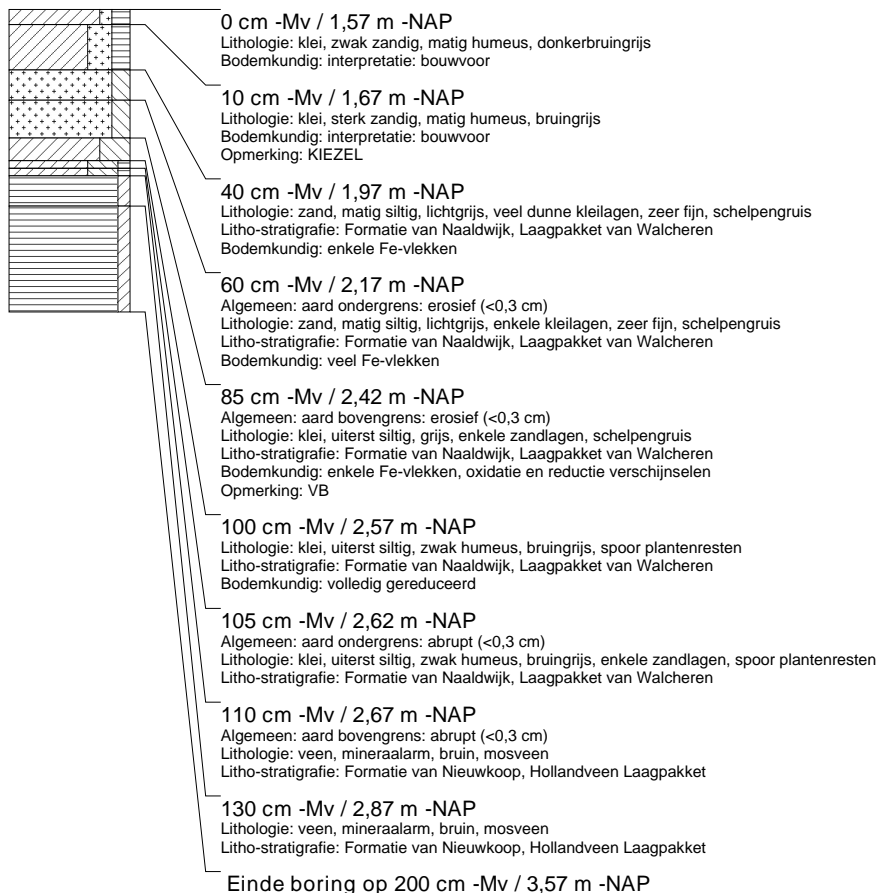 0 cm -Mv / 1,57 m -NAP
Lithologie: klei, zwak zandig, matig humeus, donkerbruingrijs
Bodemkundig: interpretatie: bouwvoor
10 cm -Mv / 1,67 m -NAP
Lithologie: klei, sterk zandig, matig humeus, bruingrijs
Bodemkundig: interpretatie: bouwvoor
Opmerking: KIEZEL
40 cm -Mv / 1,97 m -NAP
Lithologie: zand, matig siltig, lichtgrijs, veel dunne kleilagen, zeer fijn, schelpengruis
Litho-stratigrafie: Formatie van Naaldwijk, Laagpakket van Walcheren
Bodemkundig: enkele Fe-vlekken
60 cm -Mv / 2,17 m -NAP
Algemeen: aard ondergrens: erosief (<0,3 cm)
Lithologie: zand, matig siltig, lichtgrijs, enkele kleilagen, zeer fijn, schelpengruis
Litho-stratigrafie: Formatie van Naaldwijk, Laagpakket van Walcheren
Bodemkundig: veel Fe-vlekken
85 cm -Mv / 2,42 m -NAP
Algemeen: aard bovengrens: erosief (<0,3 cm)
Lithologie: klei, uiterst siltig, grijs, enkele zandlagen, schelpengruis
Litho-stratigrafie: Formatie van Naaldwijk, Laagpakket van Walcheren
Bodemkundig: enkele Fe-vlekken, oxidatie en reductie verschijnselen
Opmerking: VB
100 cm -Mv / 2,57 m -NAP
Lithologie: klei, uiterst siltig, zwak humeus, bruingrijs, spoor plantenresten
Litho-stratigrafie: Formatie van Naaldwijk, Laagpakket van Walcheren
Bodemkundig: volledig gereduceerd
105 cm -Mv / 2,62 m -NAP
Algemeen: aard ondergrens: abrupt (<0,3 cm)
Lithologie: klei, uiterst siltig, zwak humeus, bruingrijs, enkele zandlagen, spoor plantenresten
Litho-stratigrafie: Formatie van Naaldwijk, Laagpakket van Walcheren
110 cm -Mv / 2,67 m -NAP
Algemeen: aard bovengrens: abrupt (<0,3 cm)
Lithologie: veen, mineraalarm, bruin, mosveen
Litho-stratigrafie: Formatie van Nieuwkoop, Hollandveen Laagpakket
130 cm -Mv / 2,87 m -NAP
Lithologie: veen, mineraalarm, bruin, mosveen
Litho-stratigrafie: Formatie van Nieuwkoop, Hollandveen Laagpakket
Einde boring op 200 cm -Mv / 3,57 m -NAP